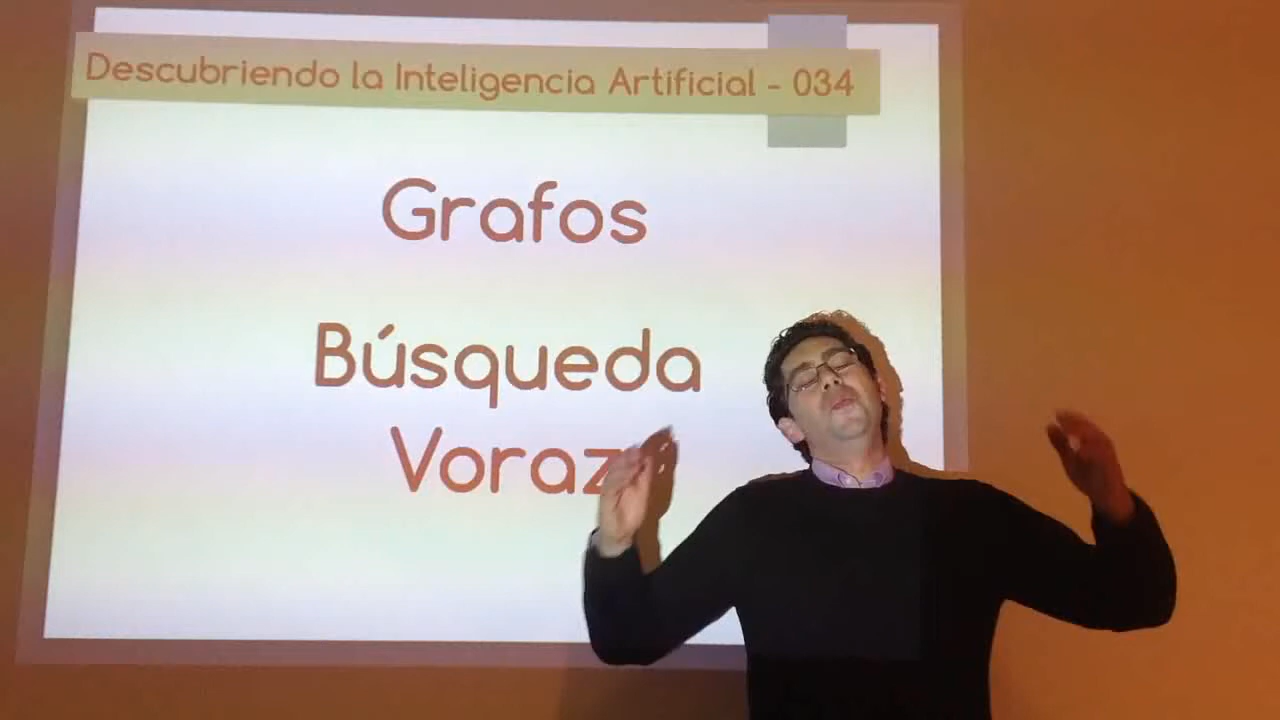 Descubriendo la Inteligencia Artificial - 034
Grafos
Búsqueda
Voraz